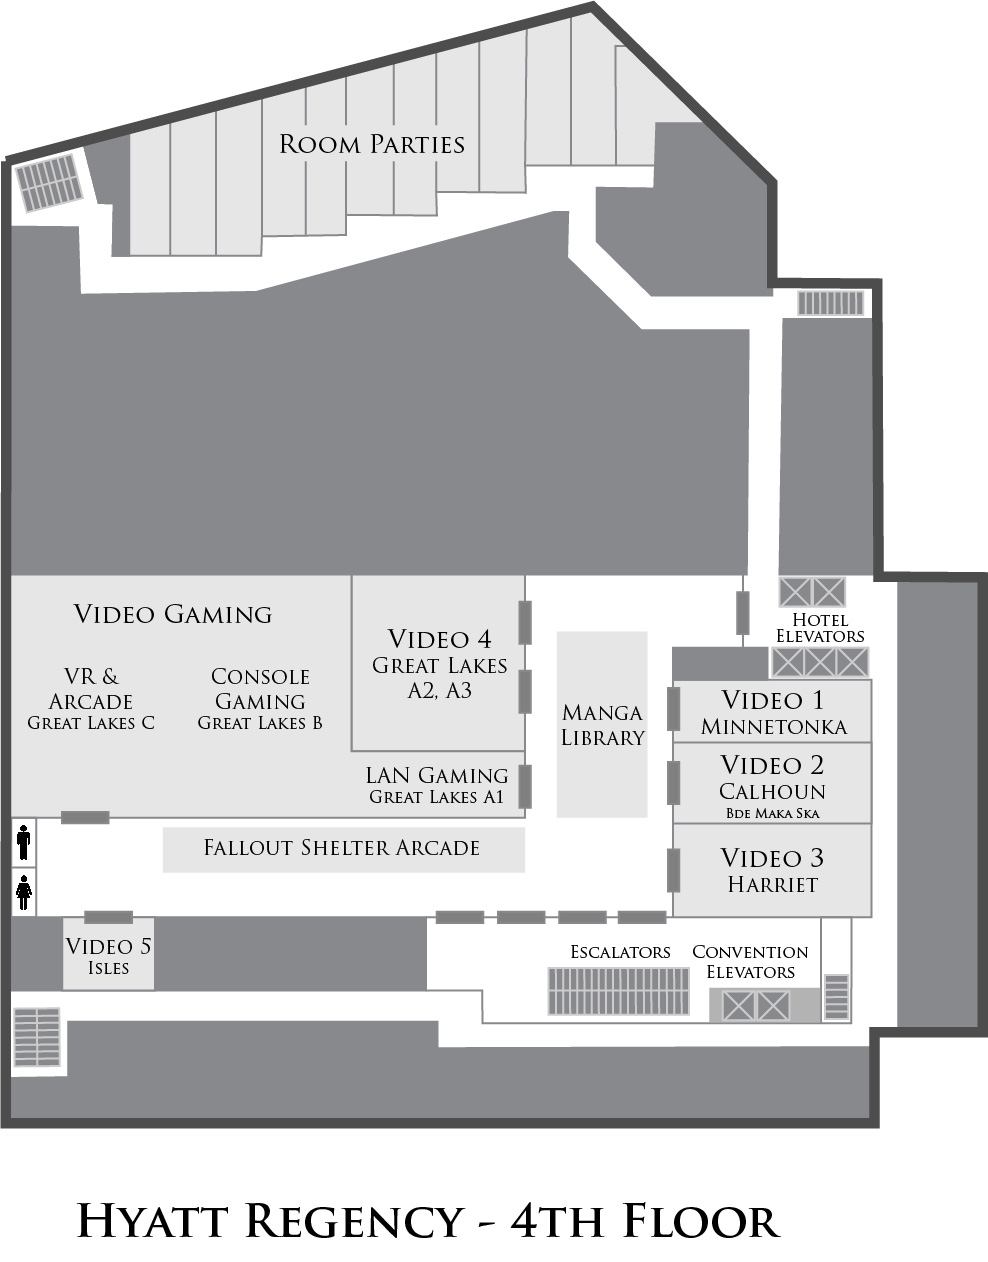 Room Parties
Video Gaming
VR &
Arcade
Great Lakes C
Console
Gaming
Great Lakes B
Video 4
Great Lakes
A2, A3
LAN Gaming
Great Lakes A1
Manga
Library
Hotel
Elevators
Video 1
Minnetonka
Video 2
Calhoun
Bde Maka Ska
Video 3
Harriet
Fallout Shelter Arcade
Video 5
Isles
Escalators
Convention
Elevators
Hyatt Regency - 4th Floor